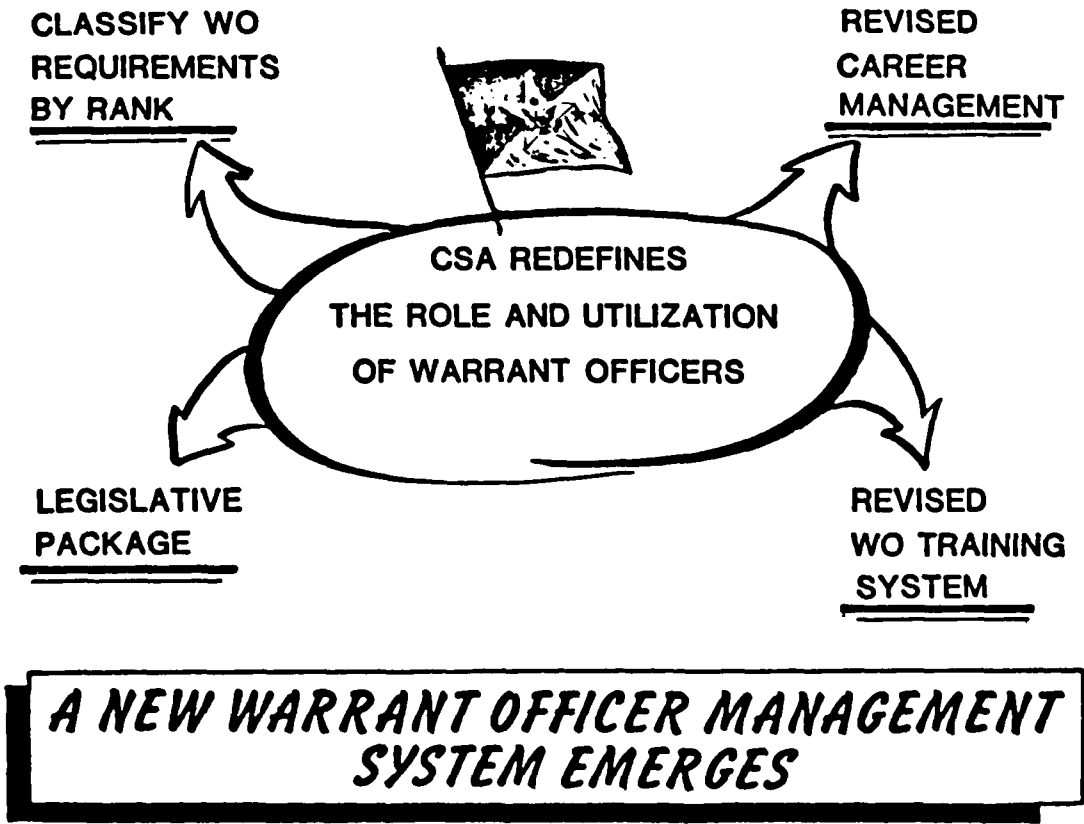 CLASSIFY WO
REQUIREMENTS
BY RANK
REVISED
CAREER
MANAGEMENT
CSA REDEFINES
THE ROLE AND UTILIZATION
OF WARRANT OFFICERS
LEGISLATIVE
PACKAGE
REVISED
WO TRAINING
SYSTEM
A NEW WARRANT OFFICER MANAGEMENT
SYSTEM EMERGES